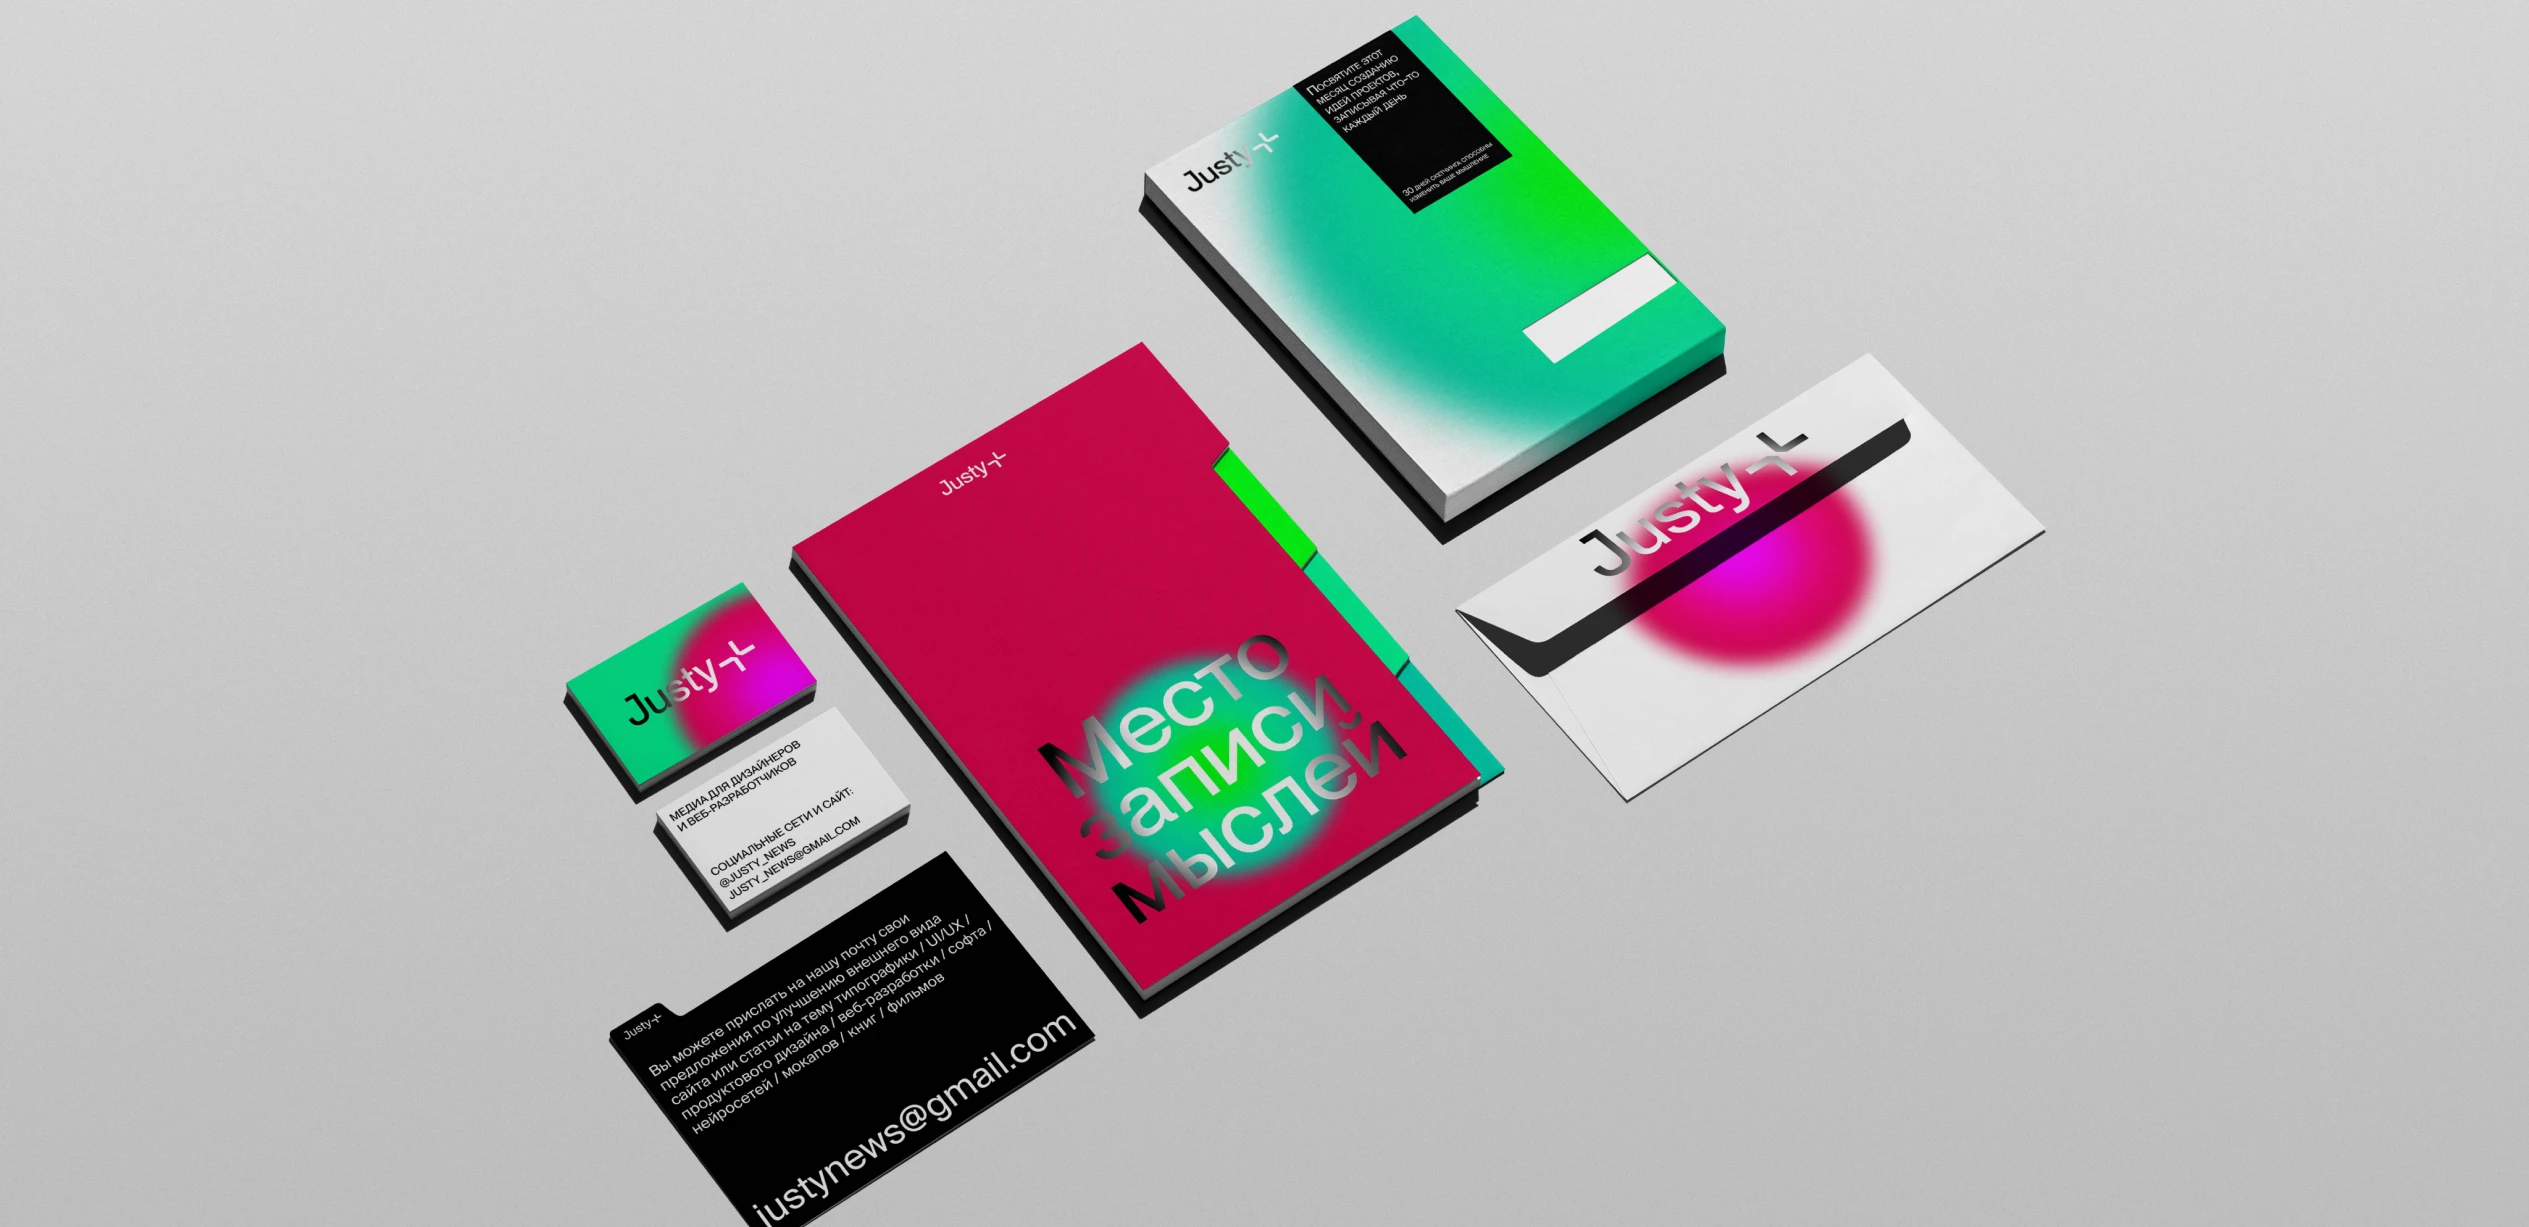 Justy
Посвятите этот
месяц созданию
идей проектов,
записывая что-то
каждый день
30 дней скетчинга способны
изменить ваше мышление
Justy
Место
записи
мыслей
Justy
Justy
МЕДИА ДЛЯ ДИЗАЙНЕРОВ
И ВЕБ-РАЗРАБОТЧИКОВ
СОЦИАЛЬНЫЕ СЕТИ И САЙТ:
@JUSTY_NEWS
JUSTY_NEWS@GMAIL.COM
Justy
Вы можете прислать на нашу почту свои
предложения по улучшению внешнего вида
сайта или статьи на тему типографики / UI/UX /
продуктового дизайна / веб-разработки / софта /
нейросетей / мокапов / книг / фильмов
justynews@gmail.com